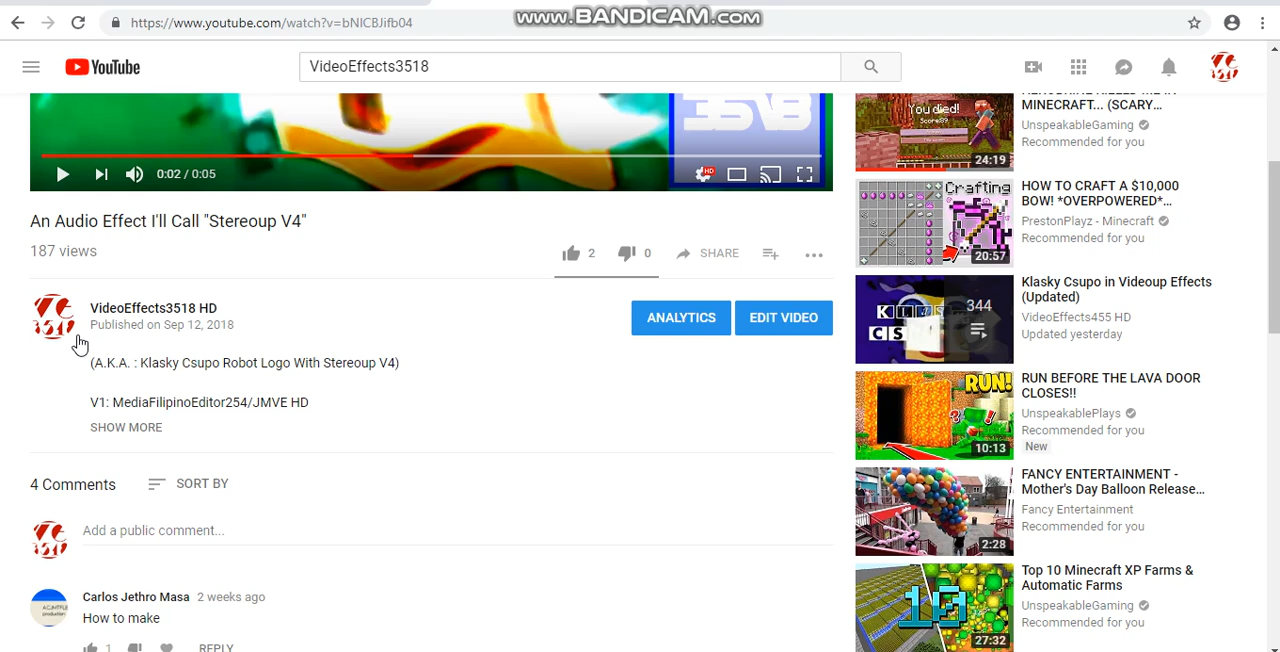 https://www.youtube.com/watch?v=bNICBJifb04
www.BANDICAM.com
YouTube
VideoEffects3518
3518
0:02 / 0:05
HD
An Audio Effect I'll Call "Stereoup V4"
187 views
2
0
SHARE
VideoEffects3518 HD
Published on Sep 12, 2018
ANALYTICS
EDIT VIDEO
(A.K.A. : Klasky Csupo Robot Logo With Stereoup V4)
V1: MediaFilipinoEditor254/JMVE HD
SHOW MORE
4 Comments
SORT BY
Add a public comment...
Carlos Jethro Masa 2 weeks ago
How to make
1
REPLY
You died!
24:19
MINECRAFT... (SCARY...
UnspeakableGaming
Recommended for you
Crafting
20:57
HOW TO CRAFT A $10,000
BOW! *OVERPOWERED*...
PrestonPlayz - Minecraft
Recommended for you
344
Klasky Csupo in Videoup Effects
(Updated)
VideoEffects455 HD
Updated yesterday
RUN!
10:13
RUN BEFORE THE LAVA DOOR
CLOSES!!
UnspeakablePlays
Recommended for you
New
2:28
FANCY ENTERTAINMENT -
Mother's Day Balloon Release...
Fancy Entertainment
Recommended for you
10
27:32
Top 10 Minecraft XP Farms &
Automatic Farms
UnspeakableGaming
Recommended for you